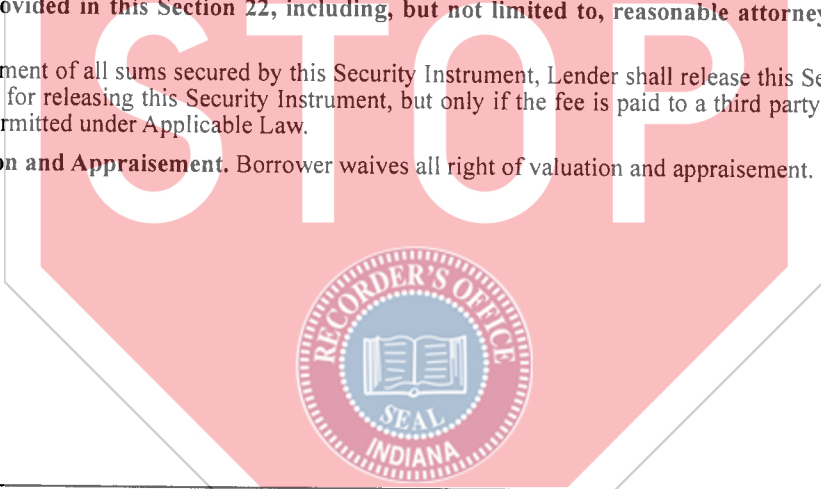 ovided in this Section 22, including, but not limited to, reasonable attorney
ment of all sums secured by this Security Instrument, Lender shall release this Se
for releasing this Security Instrument, but only if the fee is paid to a third party
rmitted under Applicable Law.
on and Appraisement. Borrower waives all right of valuation and appraisement.
STOP
RECORDER'S OFFICE
SEAL
INDIANA